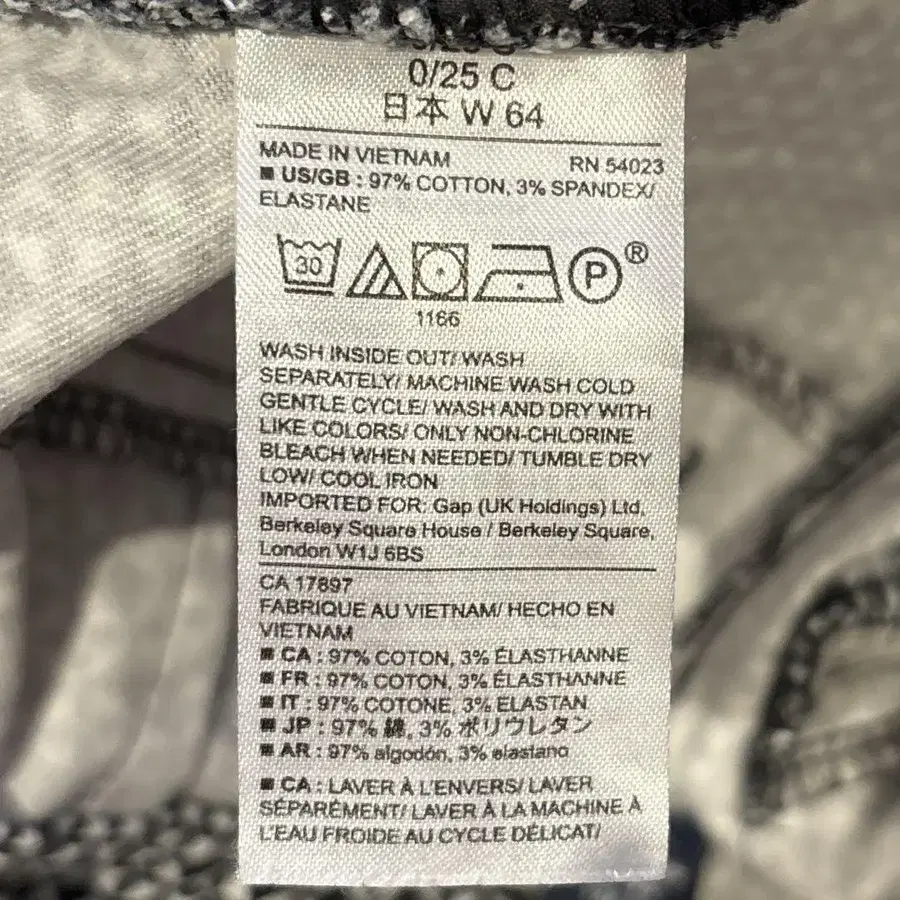 0/25 C
日本 W 64
MADE IN VIETNAM RN 54023
■ US/GB : 97% COTTON, 3% SPANDEX/
ELASTANE
30 P ®
1166
WASH INSIDE OUT/ WASH
SEPARATELY/ MACHINE WASH COLD
GENTLE CYCLE/ WASH AND DRY WITH
LIKE COLORS/ ONLY NON-CHLORINE
BLEACH WHEN NEEDED/ TUMBLE DRY
LOW/ COOL IRON
IMPORTED FOR: Gap (UK Holdings) Ltd,
Berkeley Square House / Berkeley Square,
London W1J 6BS
CA 17897
FABRIQUE AU VIETNAM/ HECHO EN
VIETNAM
■ CA : 97% COTON, 3% ÉLASTHANNE
■ FR : 97% COTON, 3% ÉLASTHANNE
■ IT : 97% COTONE, 3% ELASTAN
■ JP : 97% 綿, 3% ポリウレタン
■ AR : 97% algodón, 3% elastano
■ CA : LAVER À L'ENVERS/ LAVER
SÉPARÉMENT/ LAVER À LA MACHINE À
L'EAU FROIDE AU CYCLE DÉLICAT/